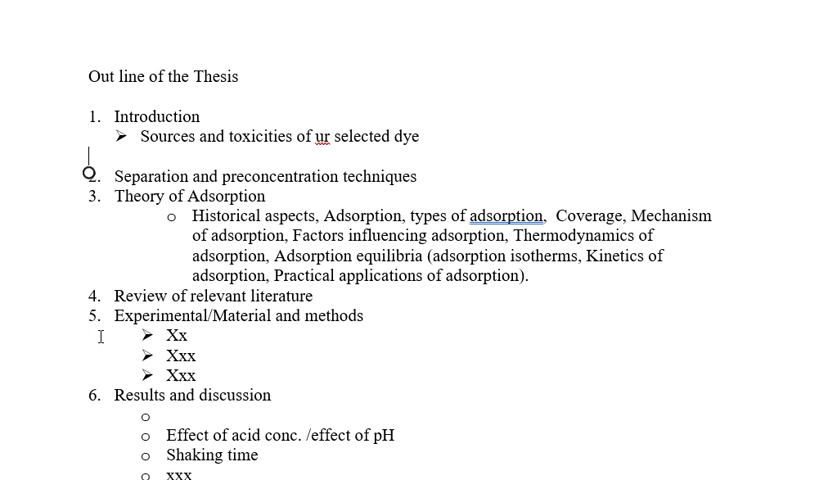 Out line of the Thesis
1. Introduction
➢ Sources and toxicities of ur selected dye
2. Separation and preconcentration techniques
3. Theory of Adsorption
o Historical aspects, Adsorption, types of adsorption,  Coverage, Mechanism
of adsorption, Factors influencing adsorption, Thermodynamics of
adsorption, Adsorption equilibria (adsorption isotherms, Kinetics of
adsorption, Practical applications of adsorption).
4. Review of relevant literature
5. Experimental/Material and methods
➢ Xx
➢ Xxx
➢ Xxx
6. Results and discussion
o
o Effect of acid conc. /effect of pH
o Shaking time
o xxx